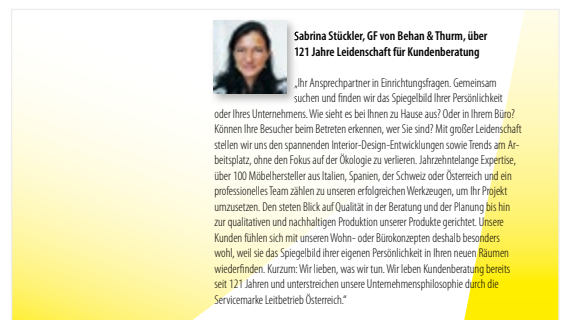 Sabrina Stückler, GF von Behan & Thurm, über
121 Jahre Leidenschaft für Kundenberatung
„Ihr Ansprechpartner in Einrichtungsfragen. Gemeinsam
suchen und finden wir das Spiegelbild Ihrer Persönlichkeit
oder Ihres Unternehmens. Wie sieht es bei Ihnen zu Hause aus? Oder in Ihrem Büro?
Können Ihre Besucher beim Betreten erkennen, wer Sie sind? Mit großer Leidenschaft
stellen wir uns den spannenden Interior-Design-Entwicklungen sowie Trends am Ar-
beitsplatz, ohne den Fokus auf der Ökologie zu verlieren. Jahrzehntelange Expertise,
über 100 Möbelhersteller aus Italien, Spanien, der Schweiz oder Österreich und ein
professionelles Team zählen zu unseren erfolgreichen Werkzeugen, um Ihr Projekt
umzusetzen. Den steten Blick auf Qualität in der Beratung und der Planung bis hin
zur qualitativen und nachhaltigen Produktion unserer Produkte gerichtet. Unsere
Kunden fühlen sich mit unseren Wohn- oder Bürokonzepten deshalb besonders
wohl, weil sie das Spiegelbild ihrer eigenen Persönlichkeit in Ihren neuen Räumen
wiederfinden. Kurzum: Wir lieben, was wir tun. Wir leben Kundenberatung bereits
seit 121 Jahren und unterstreichen unsere Unternehmensphilosophie durch die
Servicemarke Leitbetrieb Österreich.“